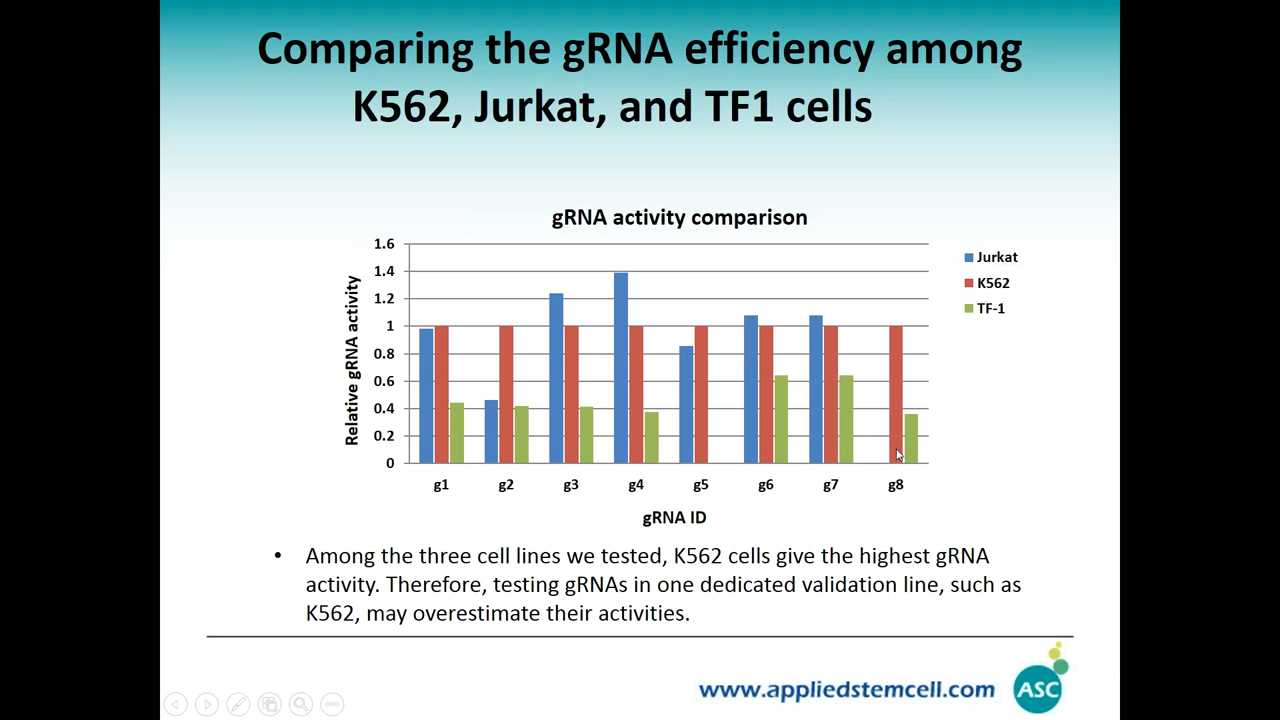 Comparing the gRNA efficiency among
K562, Jurkat, and TF1 cells
gRNA activity comparison
Relative gRNA activity
1.6
1.4
1.2
1
0.8
0.6
0.4
0.2
0
g1 g2 g3 g4 g5 g6 g7 g8
gRNA ID
Jurkat
K562
TF-1
• Among the three cell lines we tested, K562 cells give the highest gRNA
activity. Therefore, testing gRNAs in one dedicated validation line, such as
K562, may overestimate their activities.
www.appliedstemcell.com
ASC